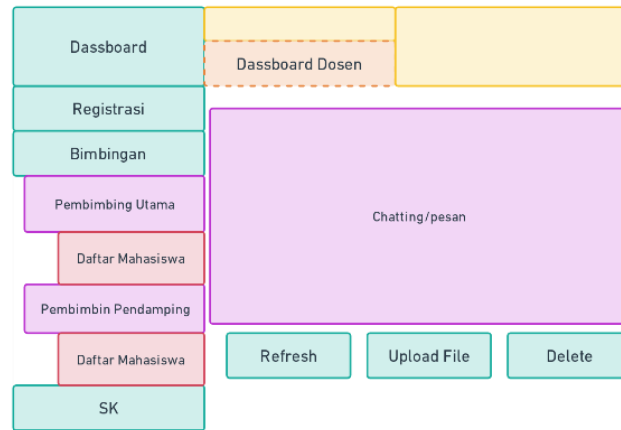 Dassboard
Dassboard Dosen
Registrasi
Bimbingan
Pembimbing Utama
Daftar Mahasiswa
Pembimbin Pendamping
Daftar Mahasiswa
SK
Chatting/pesan
Refresh
Upload File
Delete